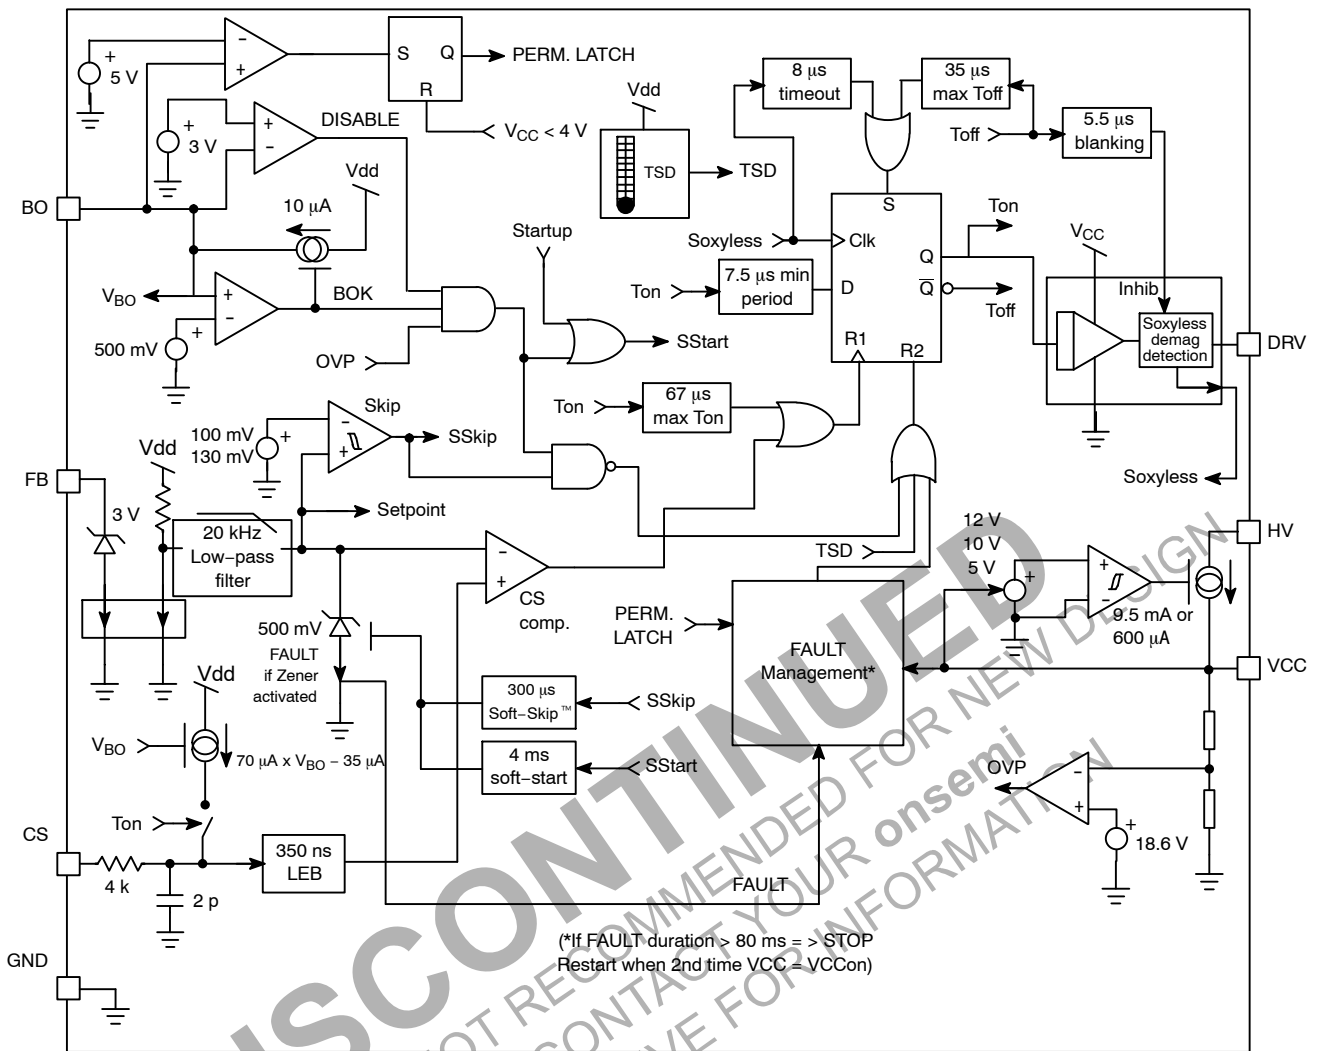 5 V
S Q
R
PERM. LATCH
VCC < 4 V
3 V
DISABLE
Vdd
10 μA
BO
VBO
BOK
500 mV
OVP
Startup
SStart
Vdd
TSD
TSD
8 μs
timeout
35 μs
max Toff
Toff
5.5 μs
blanking
S
Soxyless
Clk
Q
Ton
7.5 μs min
period
D
Q
Toff
R1
R2
Ton
VCC
Inhib
Soxyless
demag
detection
DRV
Soxyless
Ton
67 μs
max Ton
Skip
100 mV
130 mV
SSkip
Vdd
FB
3 V
20 kHz
Low–pass
filter
Setpoint
CS
comp.
TSD
500 mV
FAULT
if Zener
activated
PERM.
LATCH
FAULT
Management*
12 V
10 V
5 V
9.5 mA or
600 μA
HV
VCC
Vdd
VBO
70 μA x VBO – 35 μA
300 μs
Soft–Skip™
SSkip
4 ms
soft–start
SStart
OVP
18.6 V
Ton
CS
4 k
2 p
350 ns
LEB
FAULT
GND
(*If FAULT duration > 80 ms = > STOP
Restart when 2nd time VCC = VCCon)
DISCONTINUED
NOT RECOMMENDED FOR NEW DESIGN
CONTACT YOUR onsemi
FOR INFORMATION